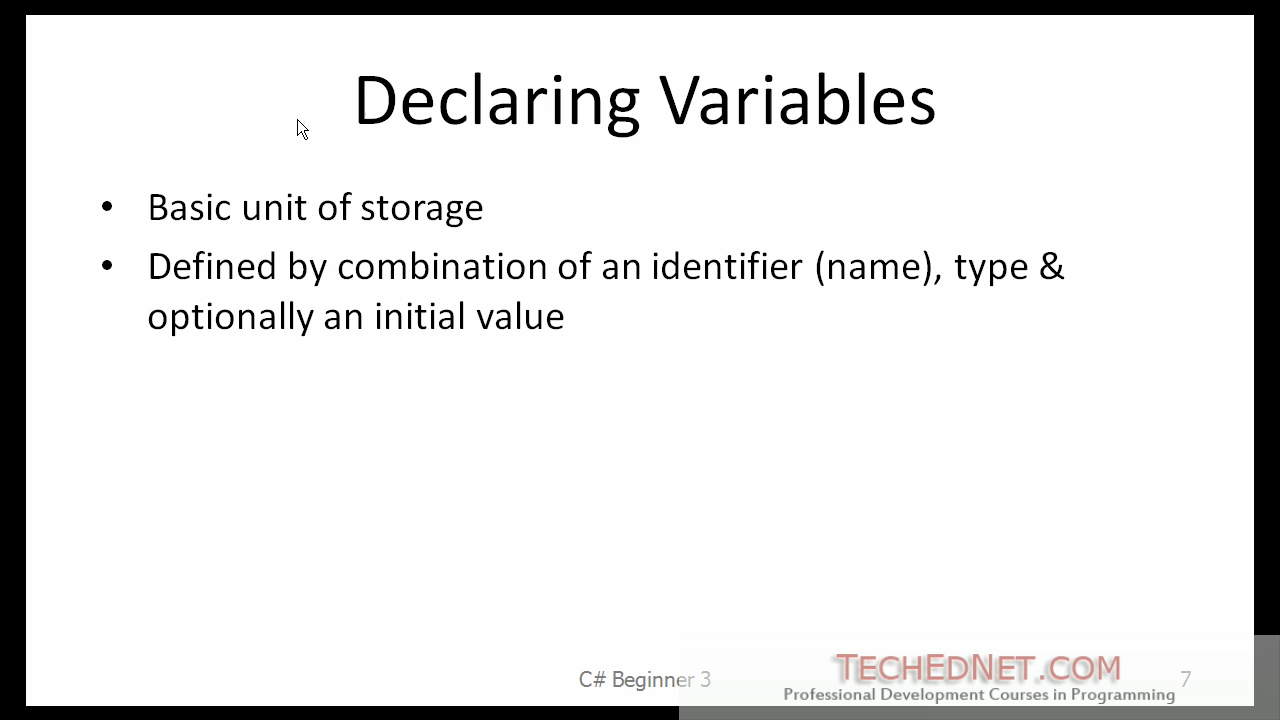 Declaring Variables
• Basic unit of storage
• Defined by combination of an identifier (name), type &
optionally an initial value
C# Beginner 3
TECHEDNET.COM
Professional Development Courses in Programming
7